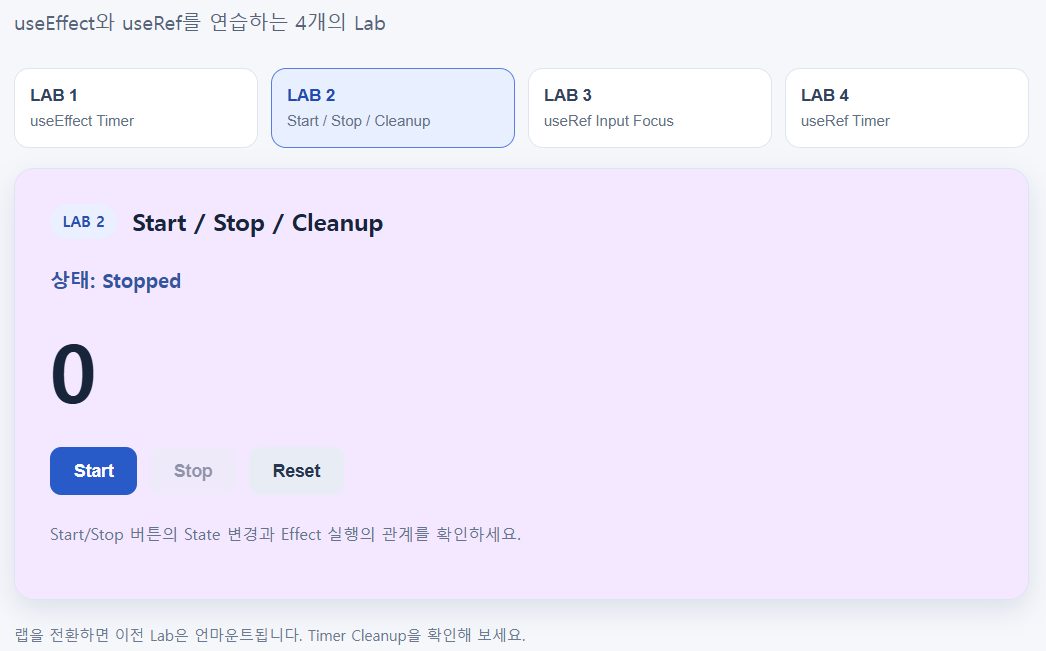 useEffect와 useRef를 연습하는 4개의 Lab
LAB 1
useEffect Timer
LAB 2
Start / Stop / Cleanup
LAB 3
useRef Input Focus
LAB 4
useRef Timer
LAB 2 Start / Stop / Cleanup
상태: Stopped
0
Start Stop Reset
Start/Stop 버튼의 State 변경과 Effect 실행의 관계를 확인하세요.
랩을 전환하면 이전 Lab은 언마운트됩니다. Timer Cleanup을 확인해 보세요.